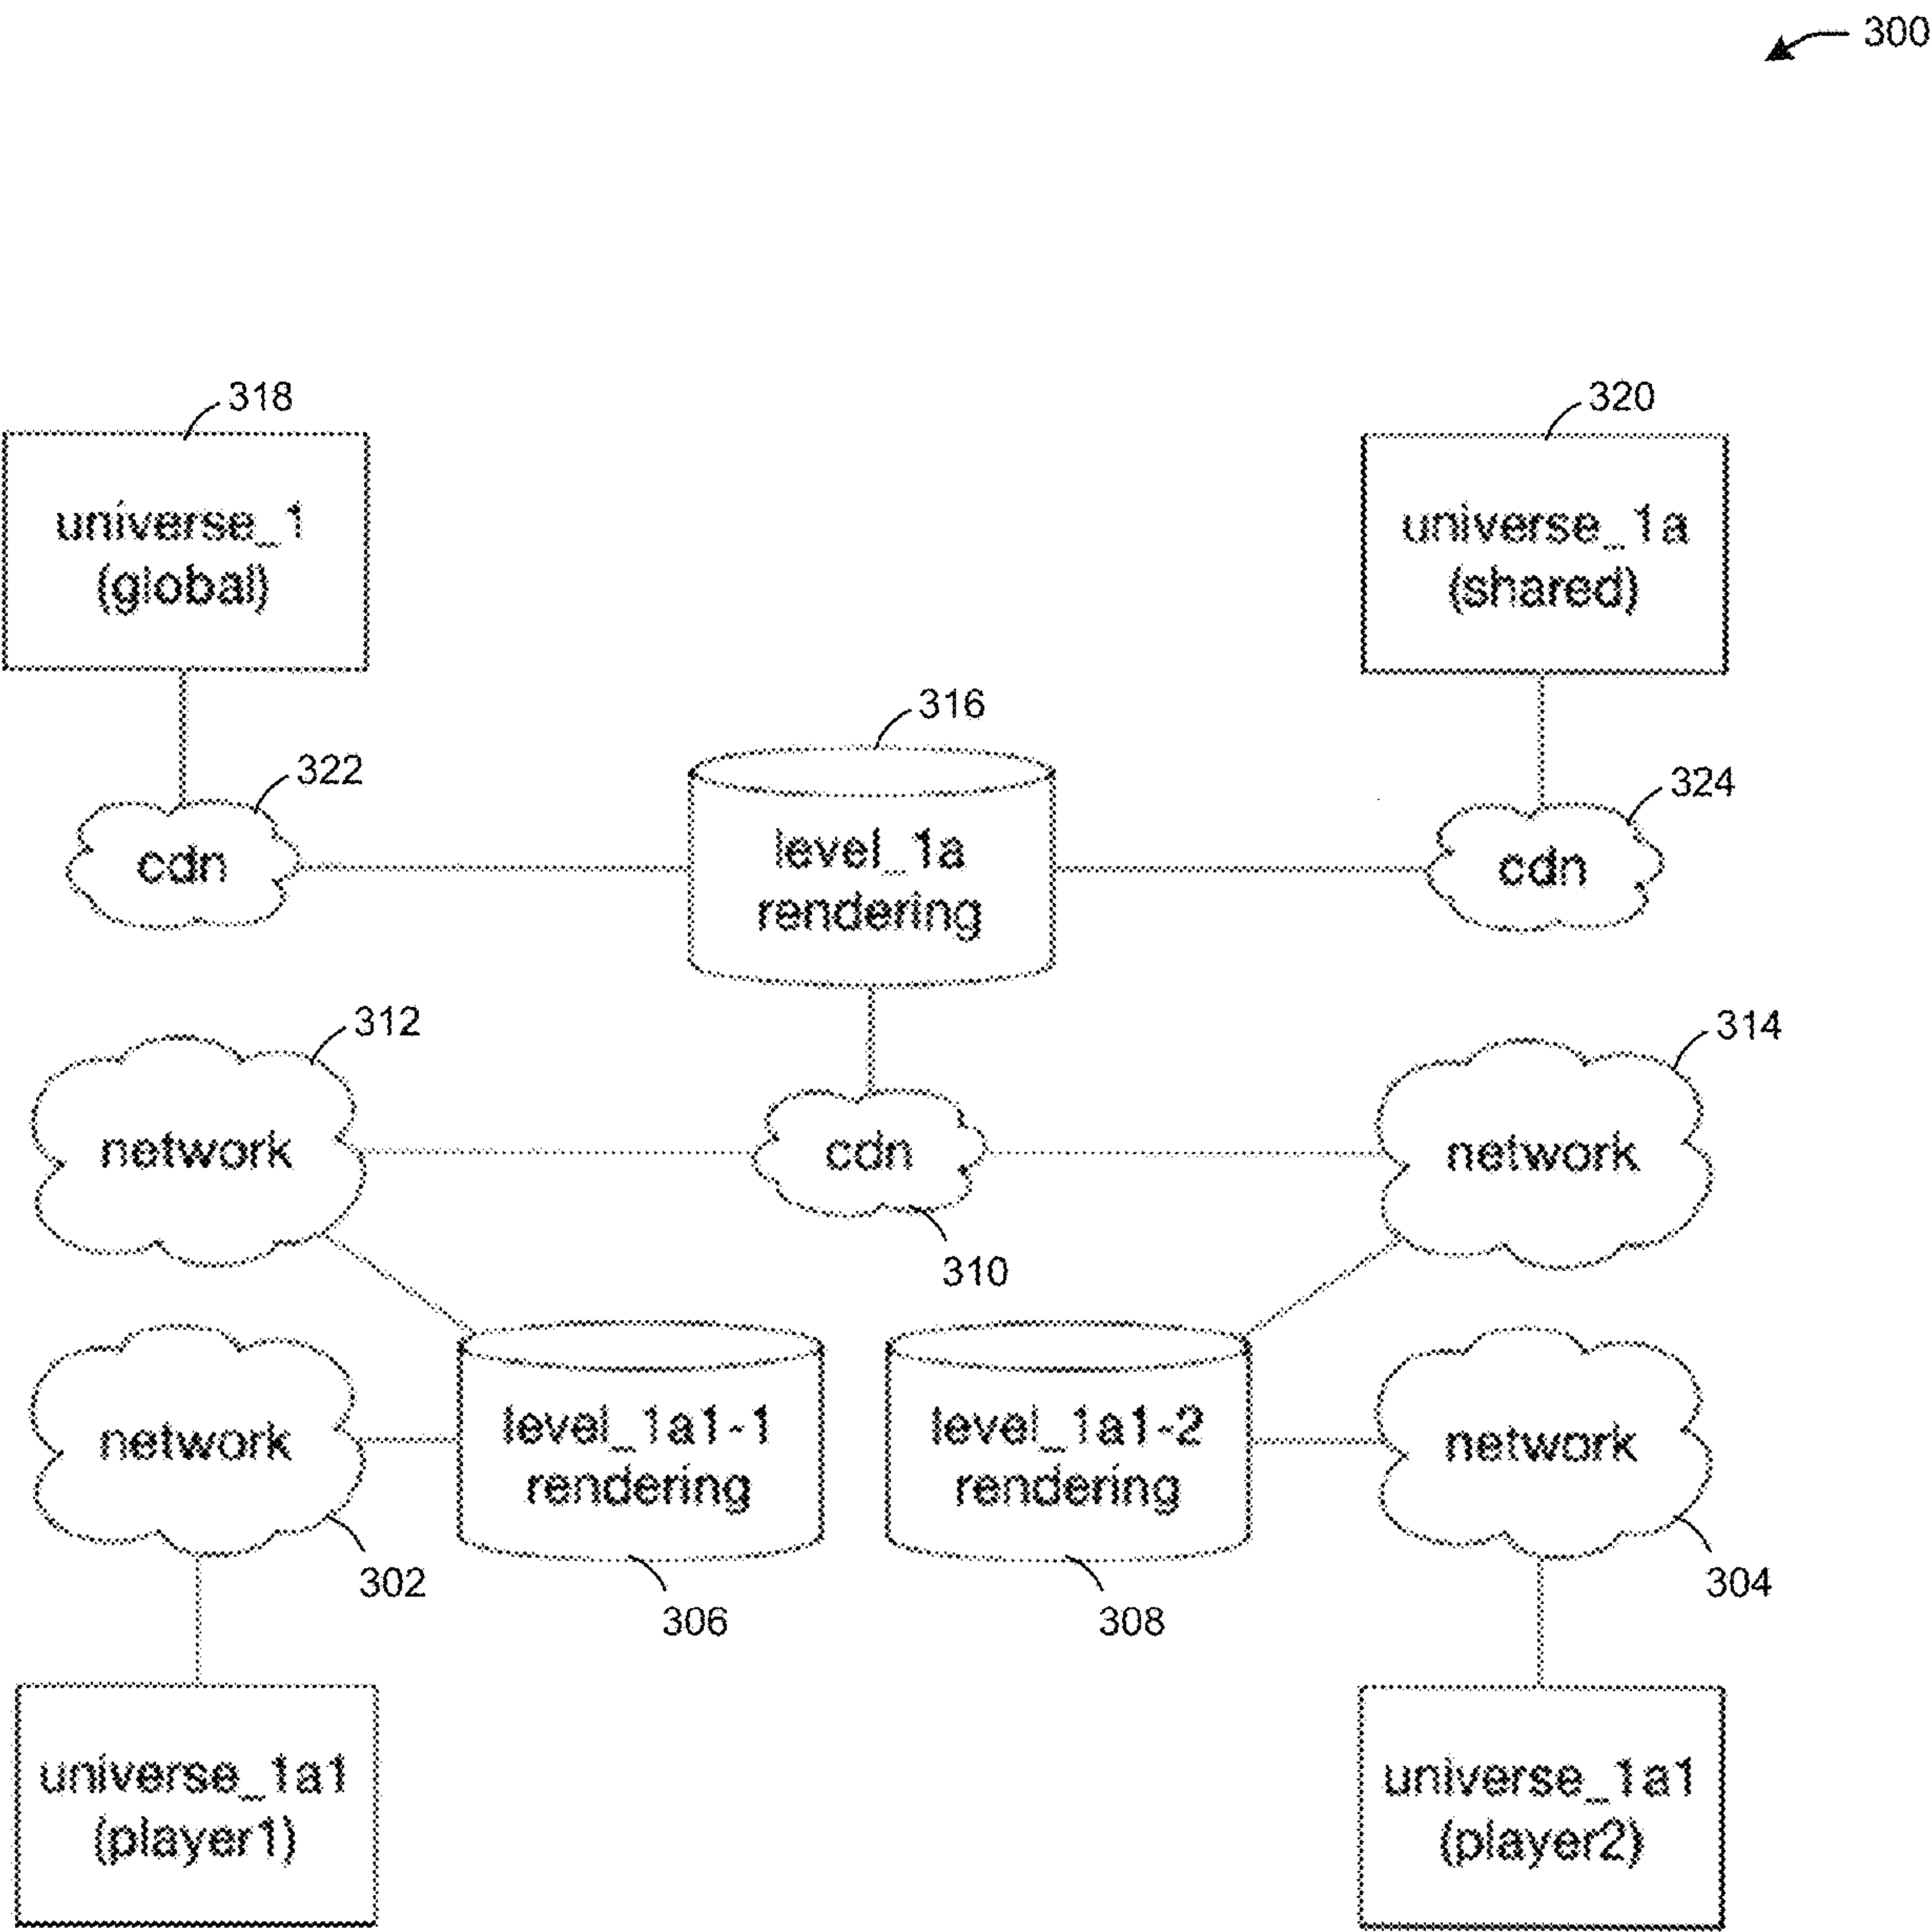 300
318
320
universe_1
(global)
universe_1a
(shared)
316
322
324
cdn
level_1a
rendering
cdn
312
314
network
cdn
network
310
network
level_1a1-1
rendering
level_1a1-2
rendering
network
302
304
306
308
universe_1a1
(player1)
universe_1a1
(player2)